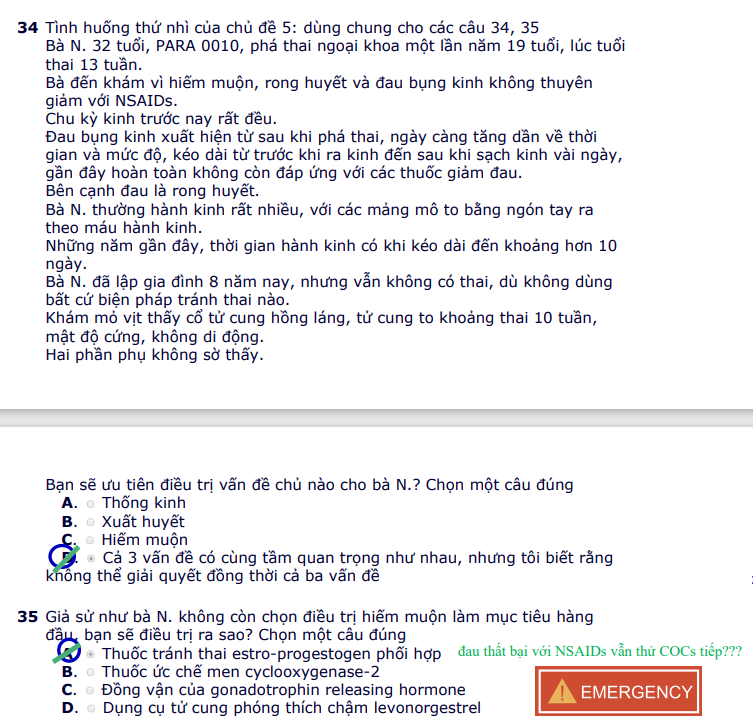 34 Tình huống thứ nhì của chủ đề 5: dùng chung cho các câu 34, 35
Bà N. 32 tuổi, PARA 0010, phá thai ngoại khoa một lần năm 19 tuổi, lúc tuổi
thai 13 tuần.
Bà đến khám vì hiếm muộn, rong huyết và đau bụng kinh không thuyên
giảm với NSAIDs.
Chu kỳ kinh trước nay rất đều.
Đau bụng kinh xuất hiện từ sau khi phá thai, ngày càng tăng dần về thời
gian và mức độ, kéo dài từ trước khi ra kinh đến sau khi sạch kinh vài ngày,
gần đây hoàn toàn không còn đáp ứng với các thuốc giảm đau.
Bên cạnh đau là rong huyết.
Bà N. thường hành kinh rất nhiều, với các mảng mô to bằng ngón tay ra
theo máu hành kinh.
Những năm gần đây, thời gian hành kinh có khi kéo dài đến khoảng hơn 10
ngày.
Bà N. đã lập gia đình 8 năm nay, nhưng vẫn không có thai, dù không dùng
bất cứ biện pháp tránh thai nào.
Khám mỏ vịt thấy cổ tử cung hồng láng, tử cung to khoảng thai 10 tuần,
mật độ cứng, không di động.
Hai phần phụ không sờ thấy.
Bạn sẽ ưu tiên điều trị vấn đề chủ nào cho bà N.? Chọn một câu đúng
A. Thống kinh
B. Xuất huyết
C. Hiếm muộn
Cả 3 vấn đề có cùng tầm quan trọng như nhau, nhưng tôi biết rằng
không thể giải quyết đồng thời cả ba vấn đề
35 Giả sử như bà N. không còn chọn điều trị hiếm muộn làm mục tiêu hàng
đầu, bạn sẽ điều trị ra sao? Chọn một câu đúng
Thuốc tránh thai estro-progestogen phối hợp đau thất bại với NSAIDs vẫn thử COCs tiếp???
B. Thuốc ức chế men cyclooxygenase-2
C. Đồng vận của gonadotrophin releasing hormone
D. Dụng cụ tử cung phóng thích chậm levonorgestrel
EMERGENCY